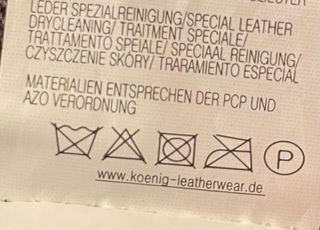 LEDER SPEZIALREINIGUNG/SPECIAL LEATHER
DRYCLEANING/ TRAITMENT SPECIALE/
TRATTAMENTO SPEIALE/ SPECIAAL REINIGUNG/
CZYSZCZENIE SKÓRY/ TRARAMIENTO ESPECIAL
MATERIALIEN ENTSPRECHEN DER PCP UND
AZO VERORDNUNG
P
www.koenig-leatherwear.de